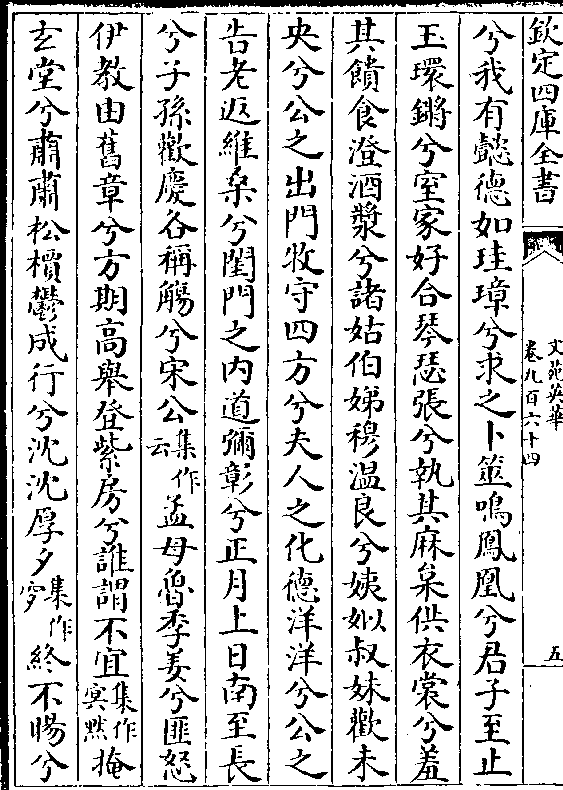 欽定四庫全書
文苑英華
卷九百六十四
五
兮我有懿德如珪璋兮求之卜筮鳴鳳凰兮君子至止
玉環鏘兮室家好合琴瑟張兮執其麻枲供衣裳兮羞
其饋食澄酒漿兮諸姑伯娣穆温良兮娣姒叔妹歡未
央兮公之出門牧守四方兮夫人之化德洋洋兮公之
告老返維桑兮閨門之内道彌彰兮正月上日南至長
兮子孫歡慶各稱觴兮宋公集作云孟母魯季姜兮匪怒
伊教由舊章兮方期高舉登紫房兮誰謂不宜集作冥黙掩
玄堂兮蕭蕭松檟鬱成行兮沈沈厚夕集作穸終不暘兮